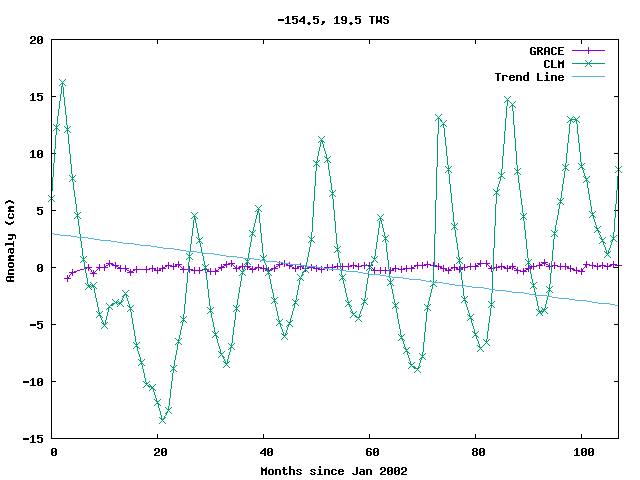 -154.5, 19.5 TWS
GRACE
CLM
Trend Line
20
15
10
5
0
-5
-10
-15
Anomaly (cm)
0 20 40 60 80 100
Months since Jan 2002